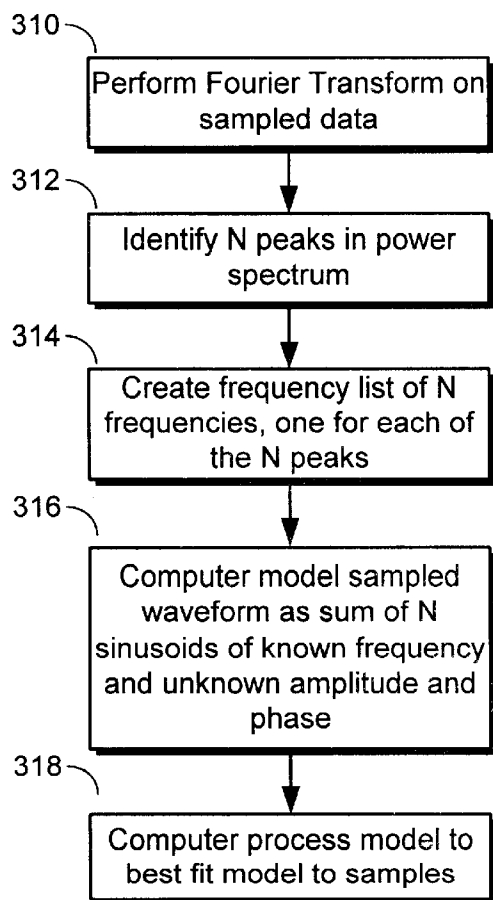 310
Perform Fourier Transform on
sampled data
312
Identify N peaks in power
spectrum
314
Create frequency list of N
frequencies, one for each of
the N peaks
316
Computer model sampled
waveform as sum of N
sinusoids of known frequency
and unknown amplitude and
phase
318
Computer process model to
best fit model to samples